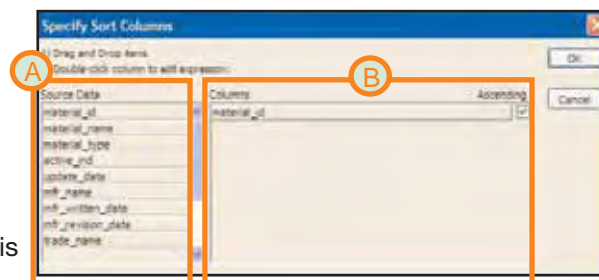 Specify Sort Columns
1) Drag and Drop items.
Double-click column to edit expression.
OK
A
B
Source Data
Columns
Ascending
Cancel
material_id
material_id
material_name
material_type
active_ind
update_date
mfr_name
mfr_written_date
mfr_revision_date
trade_name
is